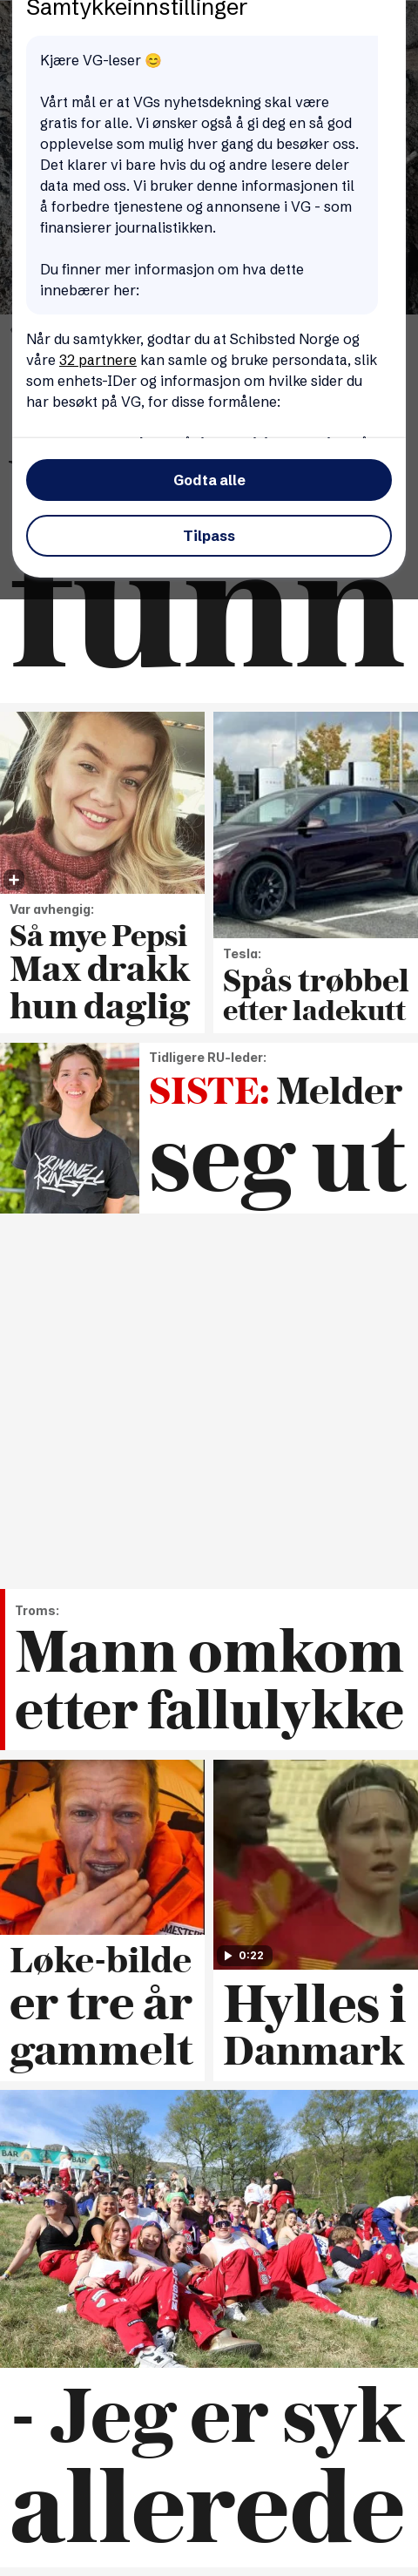 Samtykkeinnstillinger
Kjære VG-leser 😊
Vårt mål er at VGs nyhetsdekning skal være
gratis for alle. Vi ønsker også å gi deg en så god
opplevelse som mulig hver gang du besøker oss.
Det klarer vi bare hvis du og andre lesere deler
data med oss. Vi bruker denne informasjonen til
å forbedre tjenestene og annonsene i VG - som
finansierer journalistikken.
Du finner mer informasjon om hva dette
innebærer her:
Når du samtykker, godtar du at Schibsted Norge og
våre 32 partnere kan samle og bruke persondata, slik
som enhets-IDer og informasjon om hvilke sider du
har besøkt på VG, for disse formålene:
Godta alle
Tilpass
funn
Var avhengig:
Så mye Pepsi
Max drakk
hun daglig
Tesla:
Spås trøbbel
etter ladekutt
Tidligere RU-leder:
SISTE: Melder
seg ut
KRIMINELL
KUNST
Troms:
Mann omkom
etter fallulykke
Løke-bilde
er tre år
gammelt
0:22
Hylles i
Danmark
BAR
BAR
- Jeg er syk
allerede